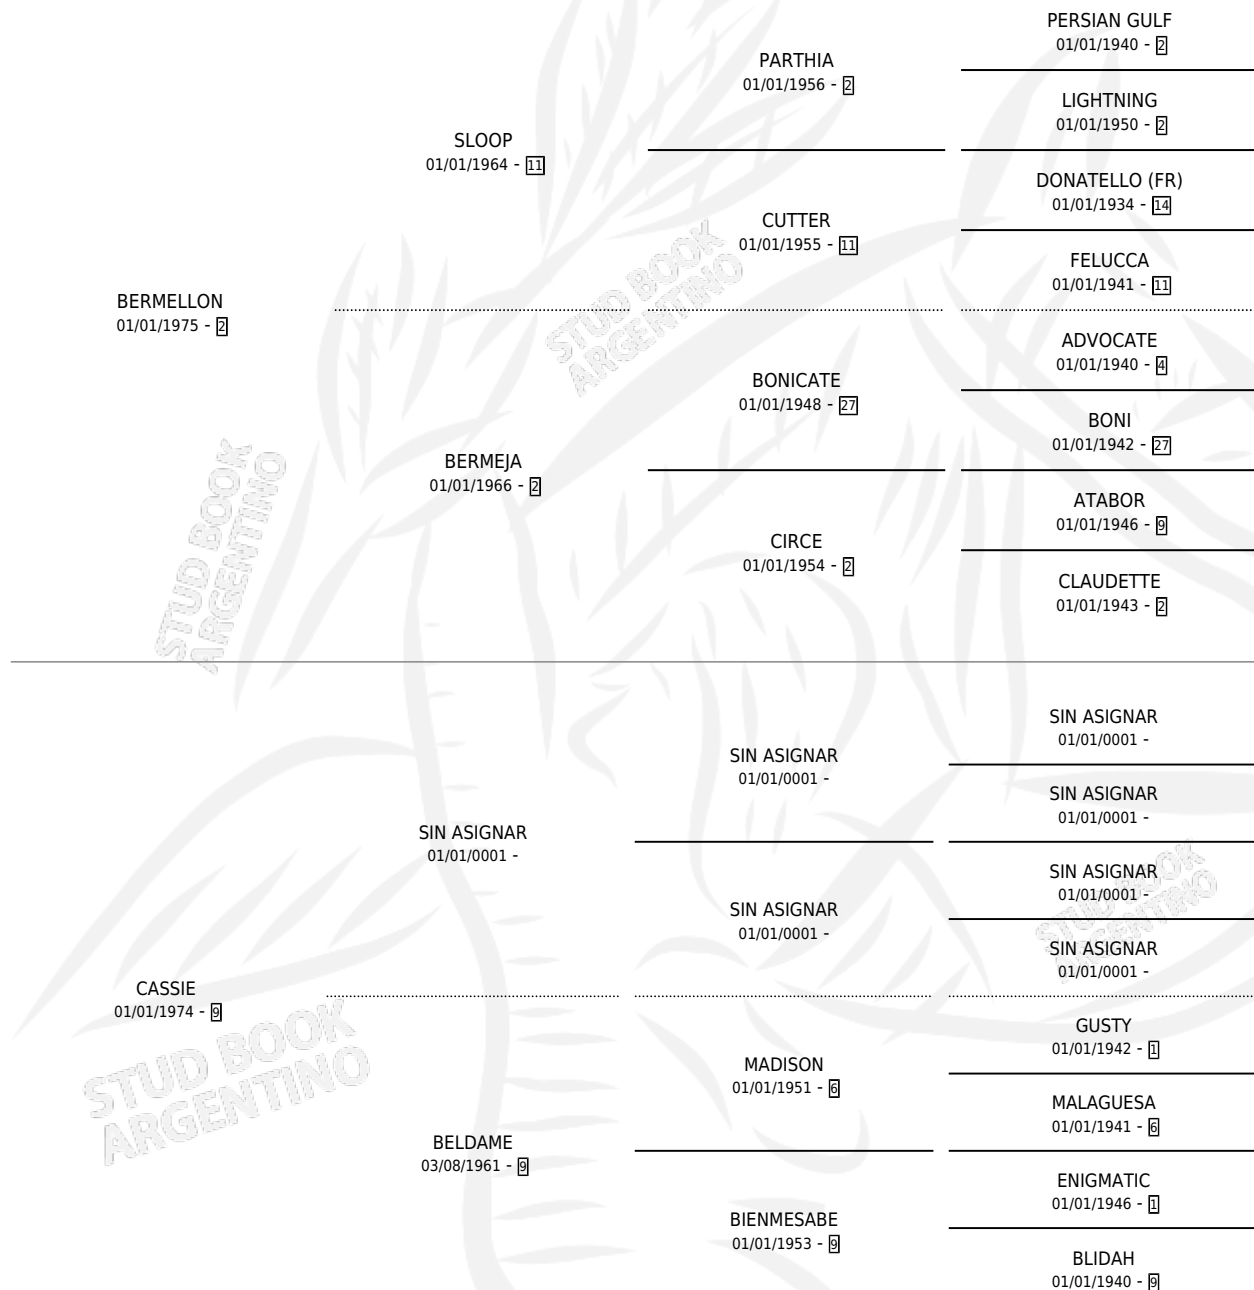 PERSIAN GULF
01/01/1940 - 2
PARTHIA
01/01/1956 - 2
LIGHTNING
01/01/1950 - 2
SLOOP
01/01/1964 - 11
DONATELLO (FR)
01/01/1934 - 14
CUTTER
01/01/1955 - 11
FELUCCA
01/01/1941 - 11
BERMELLON
01/01/1975 - 2
ADVOCATE
01/01/1940 - 4
BONICATE
01/01/1948 - 27
BONI
01/01/1942 - 27
BERMEJA
01/01/1966 - 2
ATABOR
01/01/1946 - 9
CIRCE
01/01/1954 - 2
CLAUDETTE
01/01/1943 - 2
SIN ASIGNAR
01/01/0001 -
SIN ASIGNAR
01/01/0001 -
SIN ASIGNAR
01/01/0001 -
SIN ASIGNAR
01/01/0001 -
SIN ASIGNAR
01/01/0001 -
SIN ASIGNAR
01/01/0001 -
SIN ASIGNAR
01/01/0001 -
CASSIE
01/01/1974 - 9
GUSTY
01/01/1942 - 1
MADISON
01/01/1951 - 6
MALAGUESA
01/01/1941 - 6
BELDAME
03/08/1961 - 9
ENIGMATIC
01/01/1946 - 1
BIENMESABE
01/01/1953 - 9
BLIDAH
01/01/1940 - 9
STUD BOOK
ARGENTINO
STUD BOOK
ARGENTINO
STUD BOOK
ARGENTINO
STUD BOOK
ARGENTINO